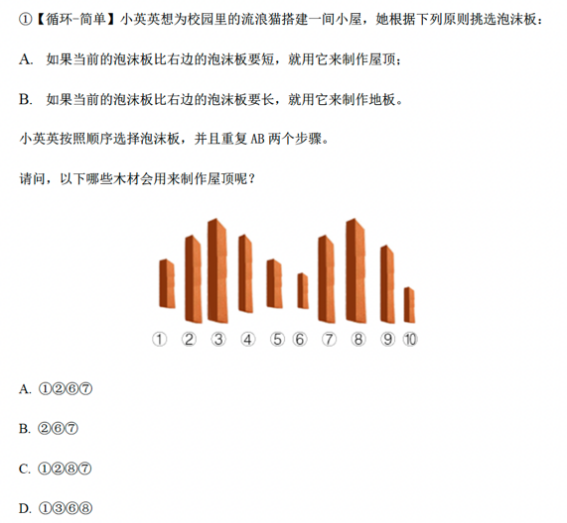 ①【循环-简单】小英英想为校园里的流浪猫搭建一间小屋，她根据下列原则挑选泡沫板：
A. 如果当前的泡沫板比右边的泡沫板要短，就用它来制作屋顶；
B. 如果当前的泡沫板比右边的泡沫板要长，就用它来制作地板。
小英英按照顺序选择泡沫板，并且重复 AB 两个步骤。
请问，以下哪些木材会用来制作屋顶呢？
① ② ③ ④ ⑤ ⑥ ⑦ ⑧ ⑨ ⑩
A. ①②⑥⑦
B. ②⑥⑦
C. ①②⑧⑦
D. ①③⑥⑧